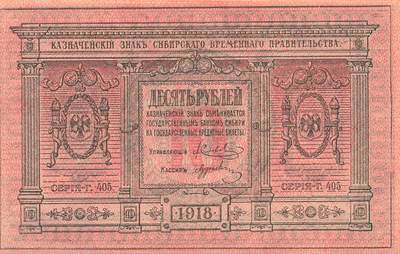 КАЗНАЧЕЙСКІЙ ЗНАКЪ СИБИРСКАГО ВРЕМЕННАГО ПРАВИТЕЛЬСТВА.
ДЕСЯТЬ РУБЛЕЙ
КАЗНАЧЕЙСКІЙ ЗНАКЪ ОБМѢНИВАЕТСЯ
ГОСУДАРСТВЕННЫМЪ БАНКОМЪ СИБИРИ
НА ГОСУДАРСТВЕННЫЕ КРЕДИТНЫЕ БИЛЕТЫ.
УПРАВЛЯЮЩІЙ
КАССИРЪ
СЕРІЯ-Г. 405
СЕРІЯ-Г. 405
1918